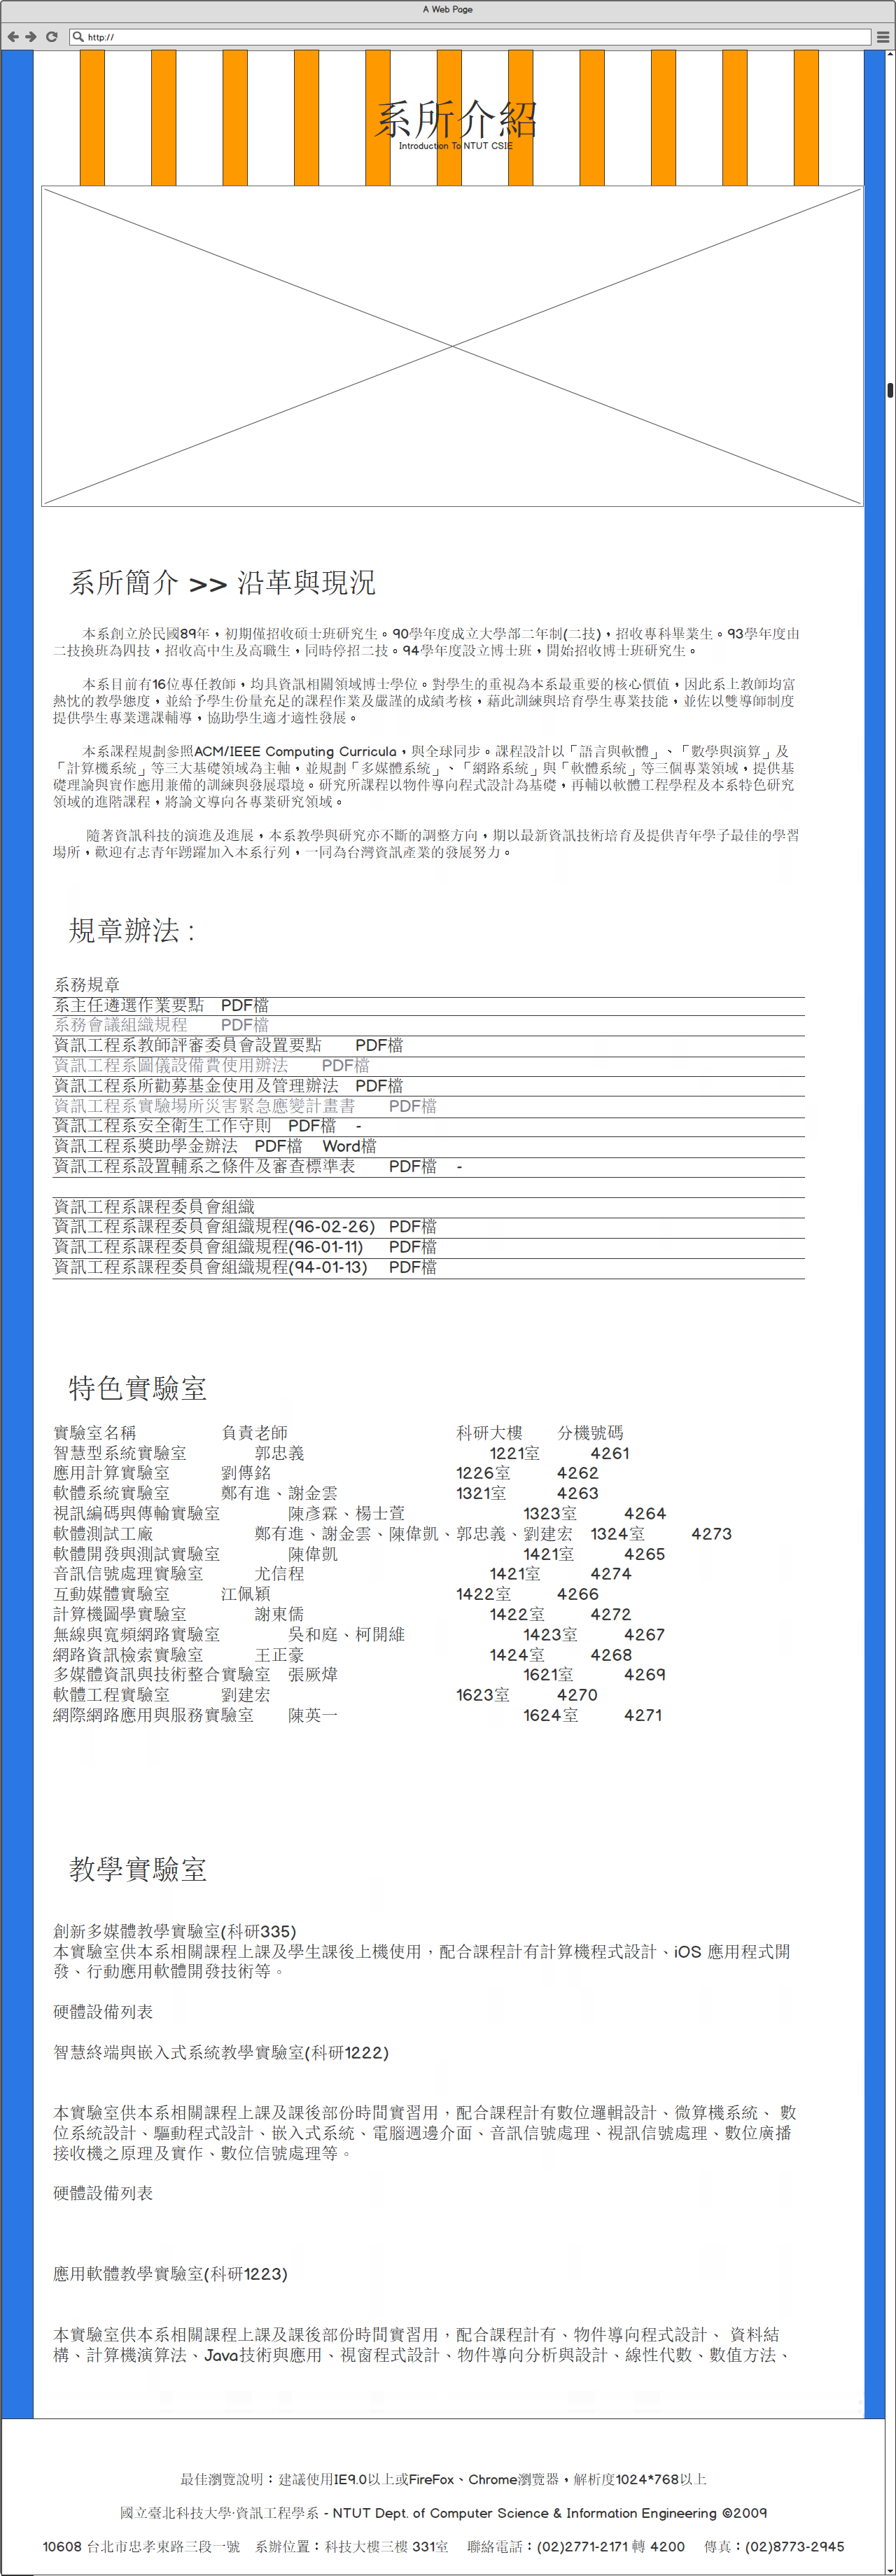 A Web Page
http://
系所介紹
Introduction To NTUT CSIE
系所簡介 >> 沿革與現況
本系創立於民國89年，初期僅招收碩士班研究生。90學年度成立大學部二年制(二技)，招收專科畢業生。93學年度由
二技換班為四技，招收高中生及高職生，同時停招二技。94學年度設立博士班，開始招收博士班研究生。
本系目前有16位專任教師，均具資訊相關領域博士學位。對學生的重視為本系最重要的核心價值，因此系上教師均富
熱忱的教學態度，並給予學生份量充足的課程作業及嚴謹的成績考核，藉此訓練與培育學生專業技能，並佐以雙導師制度
提供學生專業選課輔導，協助學生適才適性發展。
本系課程規劃參照ACM/IEEE Computing Curricula，與全球同步。課程設計以「語言與軟體」、「數學與演算」及
「計算機系統」等三大基礎領域為主軸，並規劃「多媒體系統」、「網路系統」與「軟體系統」等三個專業領域，提供基
礎理論與實作應用兼備的訓練與發展環境。研究所課程以物件導向程式設計為基礎，再輔以軟體工程學程及本系特色研究
領域的進階課程，將論文導向各專業研究領域。
隨著資訊科技的演進及進展，本系教學與研究亦不斷的調整方向，期以最新資訊技術培育及提供青年學子最佳的學習
場所，歡迎有志青年踴躍加入本系行列，一同為台灣資訊產業的發展努力。
規章辦法 :
系務規章
系主任遴選作業要點 PDF檔
系務會議組織規程 PDF檔
資訊工程系教師評審委員會設置要點 PDF檔
資訊工程系圖儀設備費使用辦法 PDF檔
資訊工程系所勸募基金使用及管理辦法 PDF檔
資訊工程系實驗場所災害緊急應變計畫書 PDF檔
資訊工程系安全衛生工作守則 PDF檔 -
資訊工程系獎助學金辦法 PDF檔 Word檔
資訊工程系設置輔系之條件及審查標準表 PDF檔 -
資訊工程系課程委員會組織
資訊工程系課程委員會組織規程(96-02-26) PDF檔
資訊工程系課程委員會組織規程(96-01-11) PDF檔
資訊工程系課程委員會組織規程(94-01-13) PDF檔
特色實驗室
實驗室名稱 負責老師 科研大樓 分機號碼
智慧型系統實驗室 郭忠義 1221室 4261
應用計算實驗室 劉傳銘 1226室 4262
軟體系統實驗室 鄭有進、謝金雲 1321室 4263
視訊編碼與傳輸實驗室 陳彥霖、楊士萱 1323室 4264
軟體測試工廠 鄭有進、謝金雲、陳偉凱、郭忠義、劉建宏 1324室 4273
軟體開發與測試實驗室 陳偉凱 1421室 4265
音訊信號處理實驗室 尤信程 1421室 4274
互動媒體實驗室 江佩穎 1422室 4266
計算機圖學實驗室 謝東儒 1422室 4272
無線與寬頻網路實驗室 吳和庭、柯開維 1423室 4267
網路資訊檢索實驗室 王正豪 1424室 4268
多媒體資訊與技術整合實驗室 張厥煒 1621室 4269
軟體工程實驗室 劉建宏 1623室 4270
網際網路應用與服務實驗室 陳英一 1624室 4271
教學實驗室
創新多媒體教學實驗室(科研335)
本實驗室供本系相關課程上課及學生課後上機使用，配合課程計有計算機程式設計、iOS 應用程式開
發、行動應用軟體開發技術等。
硬體設備列表
智慧終端與嵌入式系統教學實驗室(科研1222)
本實驗室供本系相關課程上課及課後部份時間實習用，配合課程計有數位邏輯設計、微算機系統、 數
位系統設計、驅動程式設計、嵌入式系統、電腦週邊介面、音訊信號處理、視訊信號處理、數位廣播
接收機之原理及實作、數位信號處理等。
硬體設備列表
應用軟體教學實驗室(科研1223)
本實驗室供本系相關課程上課及課後部份時間實習用，配合課程計有、物件導向程式設計、 資料結
構、計算機演算法、Java技術與應用、視窗程式設計、物件導向分析與設計、線性代數、數值方法、
最佳瀏覽說明：建議使用IE9.0以上或FireFox、Chrome瀏覽器，解析度1024*768以上
國立臺北科技大學‧資訊工程學系 - NTUT Dept. of Computer Science & Information Engineering ©2009
10608 台北市忠孝東路三段一號 系辦位置：科技大樓三樓 331室 聯絡電話：(02)2771-2171 轉 4200 傳真：(02)8773-2945